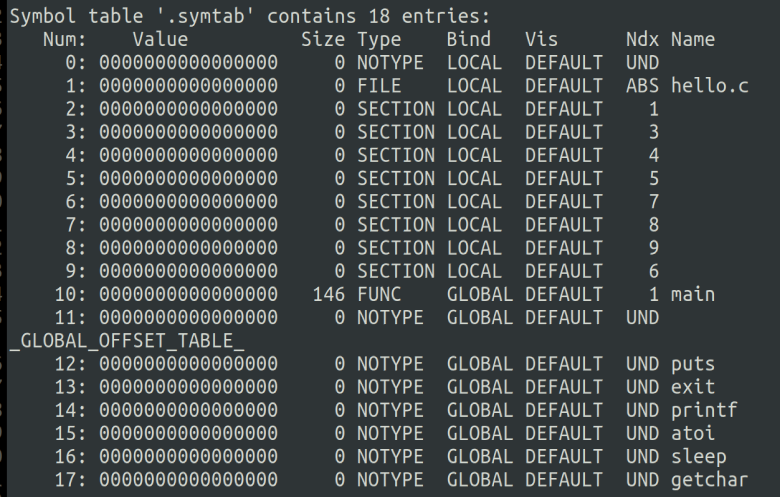 Symbol table '.symtab' contains 18 entries:
   Num:    Value          Size Type    Bind   Vis      Ndx Name
     0: 0000000000000000     0 NOTYPE  LOCAL  DEFAULT  UND
     1: 0000000000000000     0 FILE    LOCAL  DEFAULT  ABS hello.c
     2: 0000000000000000     0 SECTION LOCAL  DEFAULT    1
     3: 0000000000000000     0 SECTION LOCAL  DEFAULT    3
     4: 0000000000000000     0 SECTION LOCAL  DEFAULT    4
     5: 0000000000000000     0 SECTION LOCAL  DEFAULT    5
     6: 0000000000000000     0 SECTION LOCAL  DEFAULT    7
     7: 0000000000000000     0 SECTION LOCAL  DEFAULT    8
     8: 0000000000000000     0 SECTION LOCAL  DEFAULT    9
     9: 0000000000000000     0 SECTION LOCAL  DEFAULT    6
    10: 0000000000000000   146 FUNC    GLOBAL DEFAULT    1 main
    11: 0000000000000000     0 NOTYPE  GLOBAL DEFAULT  UND
_GLOBAL_OFFSET_TABLE_
    12: 0000000000000000     0 NOTYPE  GLOBAL DEFAULT  UND puts
    13: 0000000000000000     0 NOTYPE  GLOBAL DEFAULT  UND exit
    14: 0000000000000000     0 NOTYPE  GLOBAL DEFAULT  UND printf
    15: 0000000000000000     0 NOTYPE  GLOBAL DEFAULT  UND atoi
    16: 0000000000000000     0 NOTYPE  GLOBAL DEFAULT  UND sleep
    17: 0000000000000000     0 NOTYPE  GLOBAL DEFAULT  UND getchar